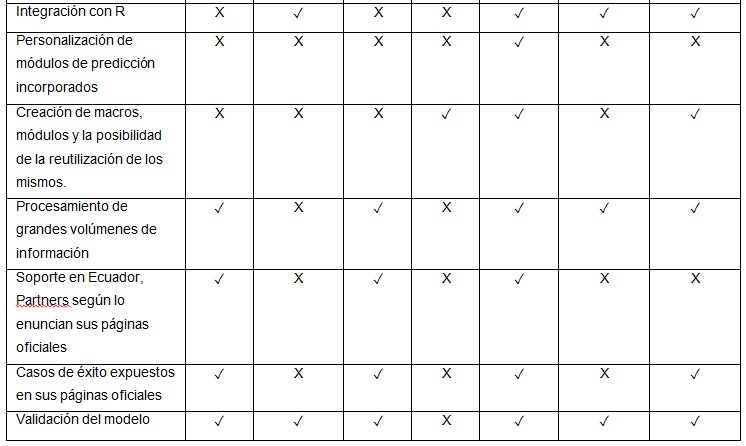 Integración con R X ✓ X X ✓ ✓ ✓
Personalización de X X X X ✓ X X
módulos de predicción
incorporados
Creación de macros, X X X ✓ ✓ X ✓
módulos y la posibilidad
de la reutilización de los
mismos.
Procesamiento de ✓ X ✓ X ✓ ✓ ✓
grandes volúmenes de
información
Soporte en Ecuador, ✓ X ✓ X ✓ X X
Partners según lo
enuncian sus páginas
oficiales
Casos de éxito expuestos ✓ X ✓ X ✓ X ✓
en sus páginas oficiales
Validación del modelo ✓ ✓ ✓ X ✓ ✓ ✓